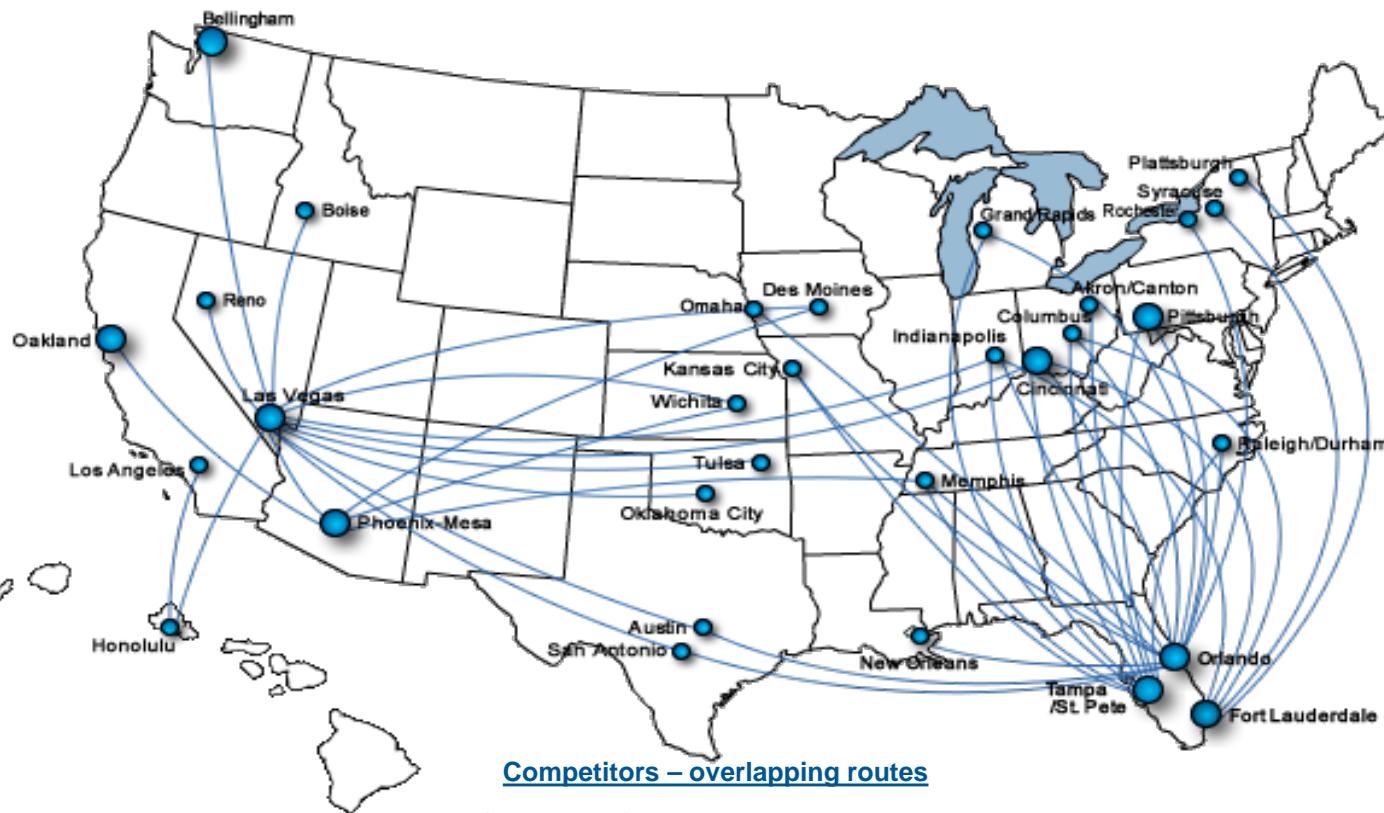 Bellingham
Plattsburgh
Syracuse
Boise
Grand Rapids
Rochester
Reno
Des Moines
Akron/Canton
Omaha
Columbus
Pittsburgh
Oakland
Indianapolis
Kansas City
Cincinnati
Las Vegas
Wichita
Raleigh/Durham
Los Angeles
Tulsa
Memphis
Oklahoma City
Phoenix-Mesa
Austin
Honolulu
San Antonio
New Orleans
Orlando
Tampa
/St. Pete
Fort Lauderdale
Competitors – overlapping routes